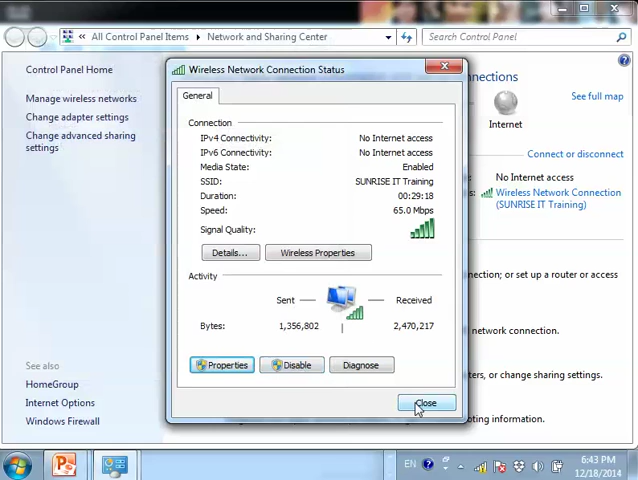 All Control Panel Items
Network and Sharing Center
Search Control Panel
Control Panel Home
Manage wireless networks
Change adapter settings
Change advanced sharing
settings
Wireless Network Connection Status
General
Connection
IPv4 Connectivity: No Internet access
IPv6 Connectivity: No Internet access
Media State: Enabled
SSID: SUNRISE IT Training
Duration: 00:29:18
Speed: 65.0 Mbps
Signal Quality:
Details... Wireless Properties
Activity
Sent Received
Bytes: 1,356,802 2,470,217
Properties Disable Diagnose
Close
nnections
See full map
Internet
Connect or disconnect
No Internet access
Wireless Network Connection
(SUNRISE IT Training)
nection; or set up a router or access
network connection.
ters, or change sharing settings.
ooting information.
See also
HomeGroup
Internet Options
Windows Firewall
EN
6:43 PM
12/18/2014